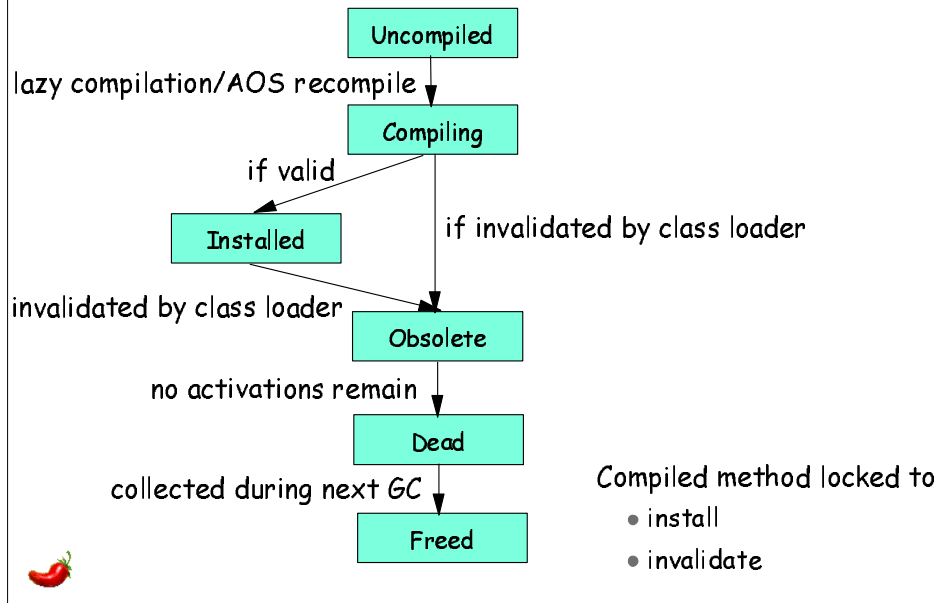 Uncompiled
lazy compilation/AOS recompile
Compiling
if valid
Installed
if invalidated by class loader
invalidated by class loader
Obsolete
no activations remain
Dead
collected during next GC
Freed
Compiled method locked to
● install
● invalidate